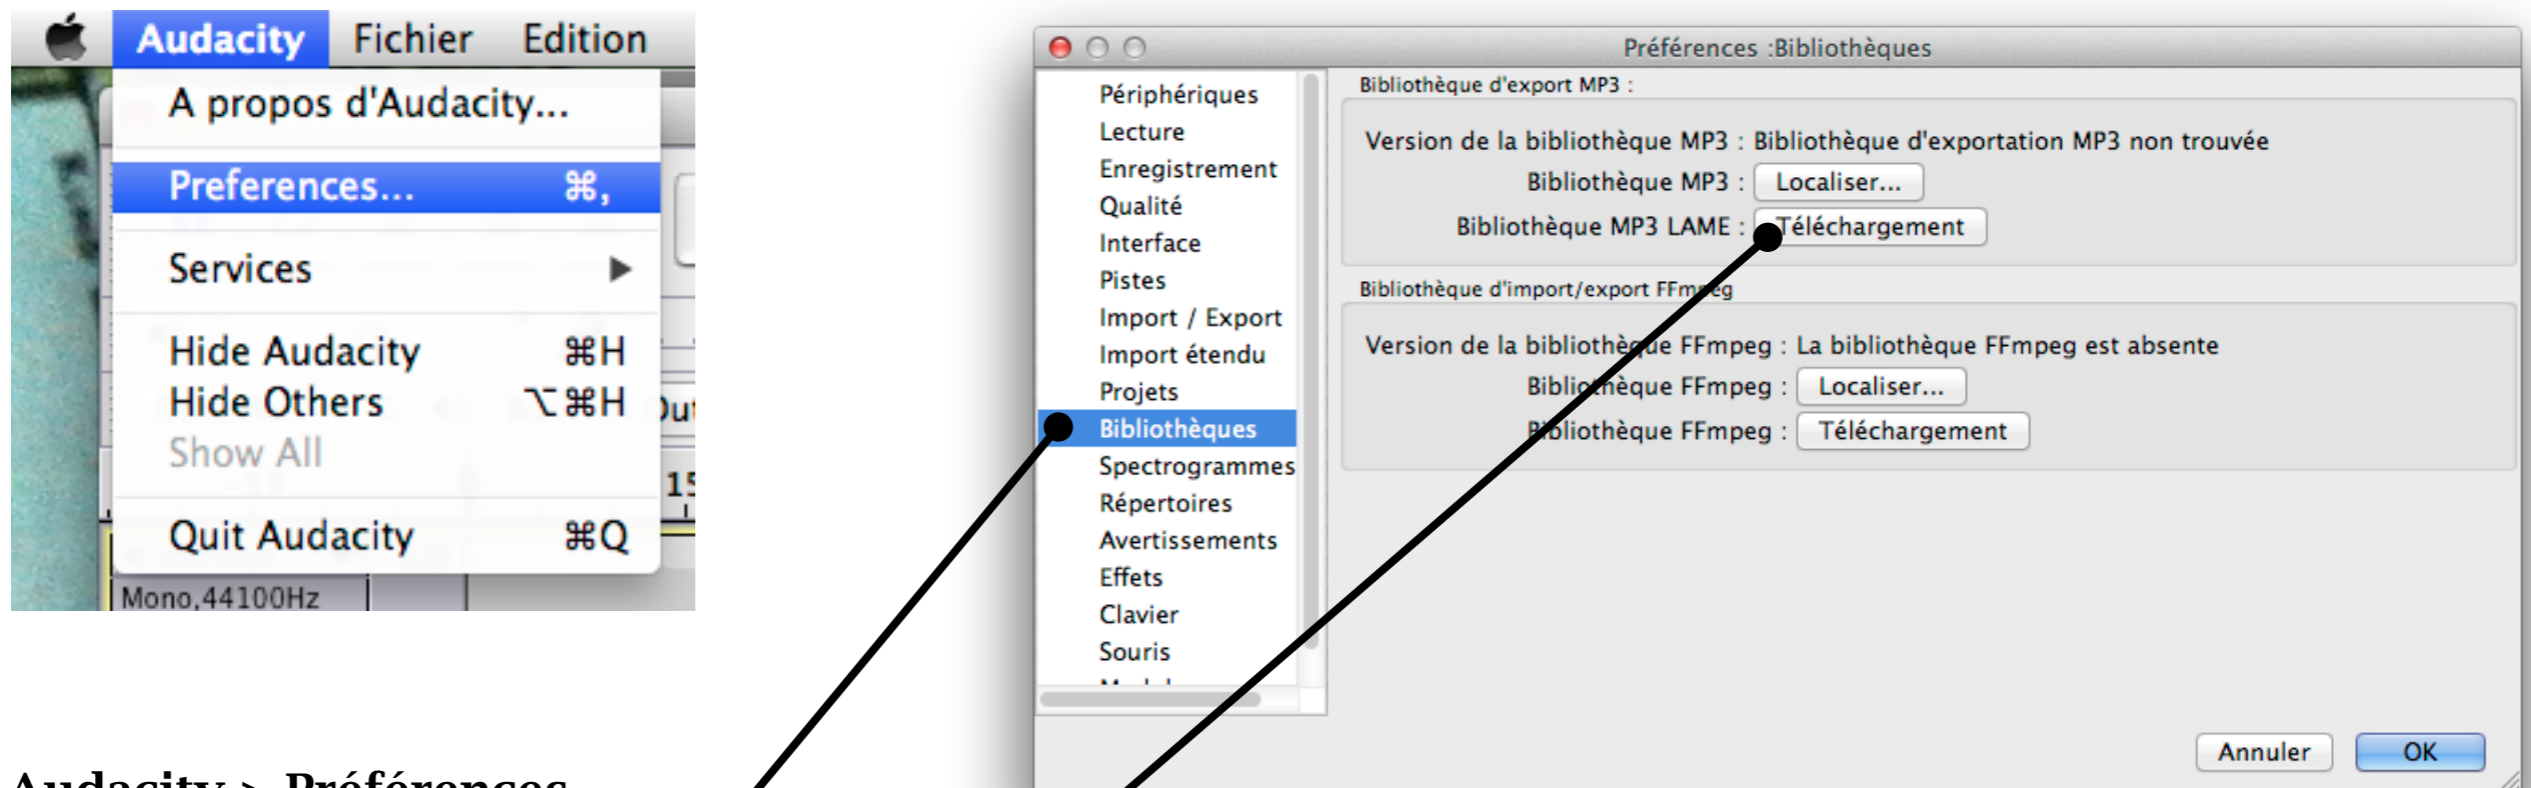 Audacity Fichier Edition
A propos d'Audacity...
Preferences... ⌘,
Services ▶
Hide Audacity ⌘H
Hide Others ⌥⌘H
Show All
Quit Audacity ⌘Q
15
Mono,44100Hz
Audacity > Préférences
Préférences :Bibliothèques
Périphériques
Lecture
Enregistrement
Qualité
Interface
Pistes
Import / Export
Import étendu
Projets
Bibliothèques
Spectrogrammes
Répertoires
Avertissements
Effets
Clavier
Souris
Bibliothèque d'export MP3 :
Version de la bibliothèque MP3 : Bibliothèque d'exportation MP3 non trouvée
Bibliothèque MP3 : Localiser...
Bibliothèque MP3 LAME : Téléchargement
Bibliothèque d'import/export FFmpeg
Version de la bibliothèque FFmpeg : La bibliothèque FFmpeg est absente
Bibliothèque FFmpeg : Localiser...
Bibliothèque FFmpeg : Téléchargement
Annuler OK